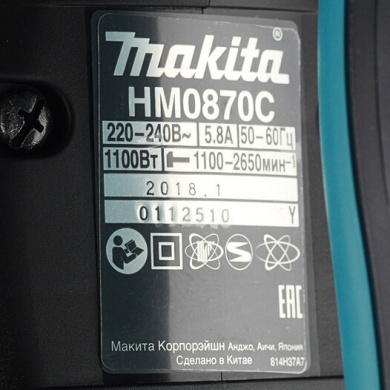 makita®
HM0870C
220-240В~ 5.8А 50-60Гц
1100Вт 1100-2650мин⁻¹
2018.1
0112510 Y
EAC
Макита Корпорэйшн Анджо, Аичи, Япония
Сделано в Китае 814H37A7